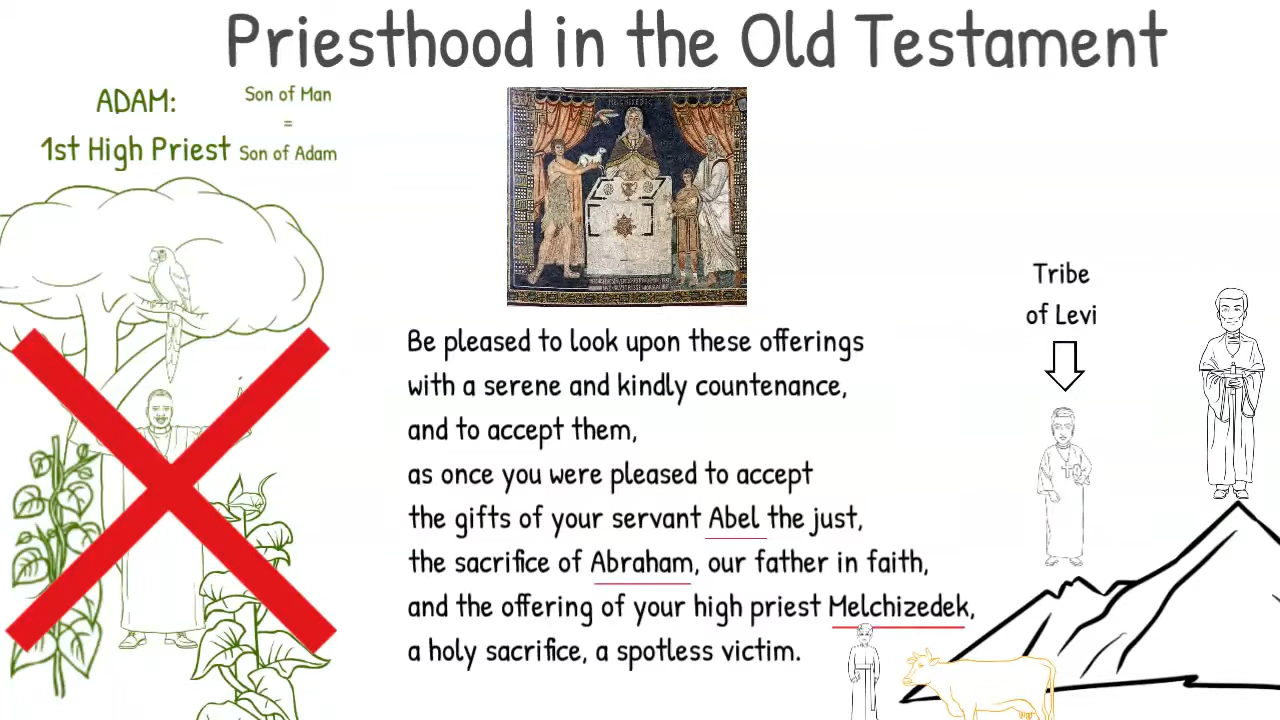 Priesthood in the Old Testament
ADAM:
1st High Priest
Son of Man
=
Son of Adam
MELCHISEDEC
Be pleased to look upon these offerings
with a serene and kindly countenance,
and to accept them,
as once you were pleased to accept
the gifts of your servant Abel the just,
the sacrifice of Abraham, our father in faith,
and the offering of your high priest Melchizedek,
a holy sacrifice, a spotless victim.
Tribe
of Levi